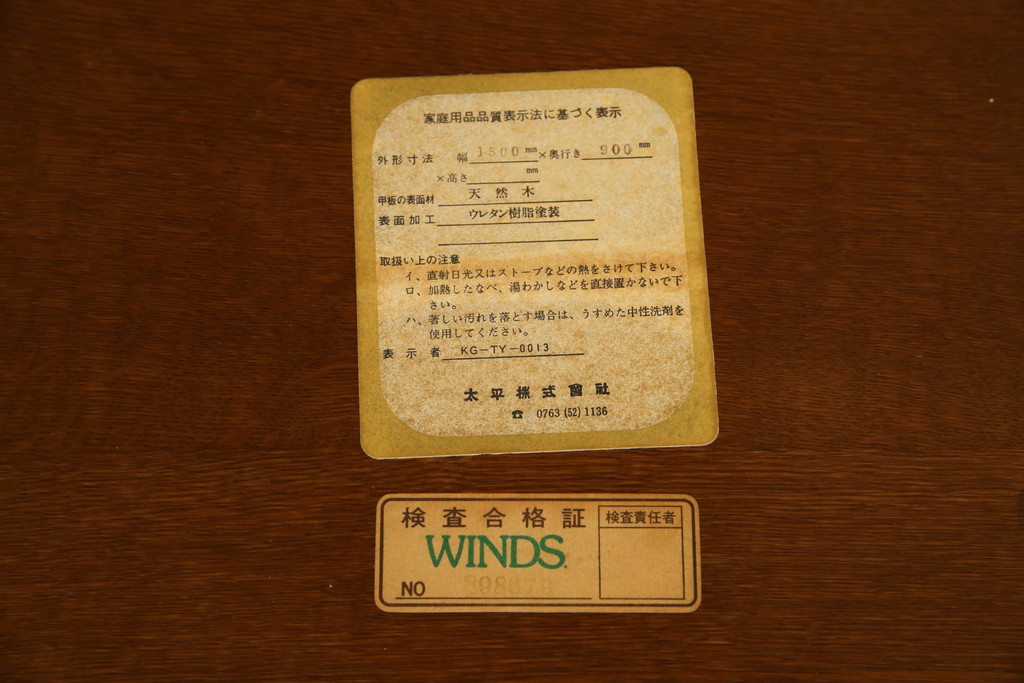 家庭用品品質表示法に基づく表示
外形寸法 幅 1500 mm × 奥行き 900 mm
× 高さ mm
甲板の表面材 天然木
表面加工 ウレタン樹脂塗装
取扱い上の注意
イ、直射日光又はストーブなどの熱をさけて下さい。
ロ、加熱したなべ、湯わかしなどを直接置かないで下
さい。
ハ、著しい汚れを落とす場合は、うすめた中性洗剤を
使用してください。
表示者 KG-TY-0013
太平株式會社
☎ 0763 (52) 1136
検査合格証 検査責任者
WINDS.
NO